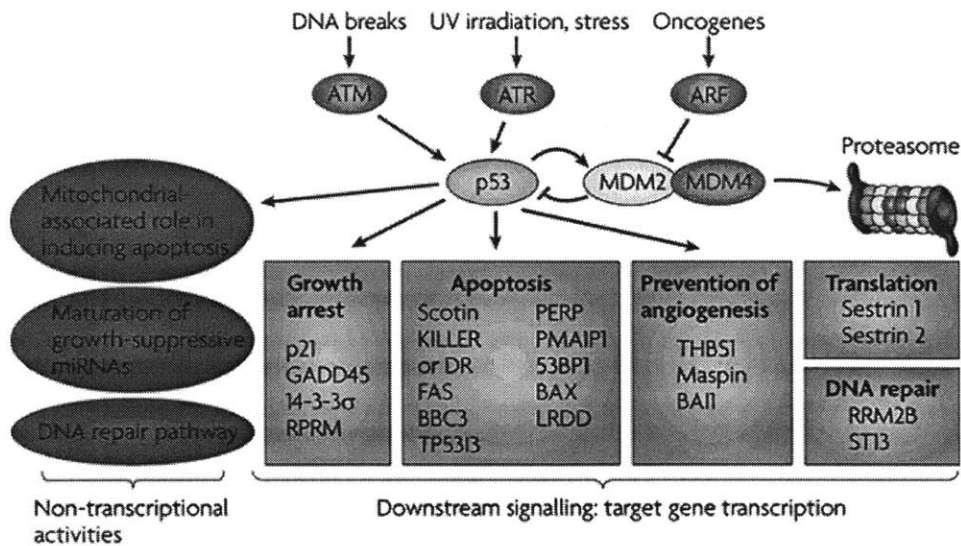 DNA breaks
UV irradiation, stress
Oncogenes
ATM
ATR
ARF
Proteasome
p53
MDM2
MDM4
Mitochondrial-
associated role in
inducing apoptosis
Maturation of
growth-suppressive
miRNAs
DNA repair pathway
Growth
arrest
p21
GADD45
14-3-3σ
RPRM
Apoptosis
Scotin
KILLER
or DR
FAS
BBC3
TP53I3
PERP
PMAIP1
53BP1
BAX
LRDD
Prevention of
angiogenesis
THBS1
Maspin
BAI1
Translation
Sestrin 1
Sestrin 2
DNA repair
RRM2B
ST13
Non-transcriptional
activities
Downstream signalling: target gene transcription